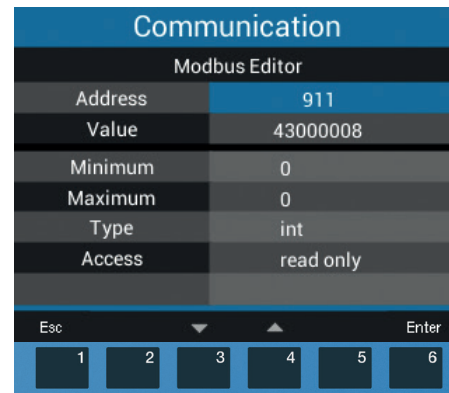 Communication
Modbus Editor
Address 911
Value 43000008
Minimum 0
Maximum 0
Type int
Access read only
Esc Enter
1 2 3 4 5 6